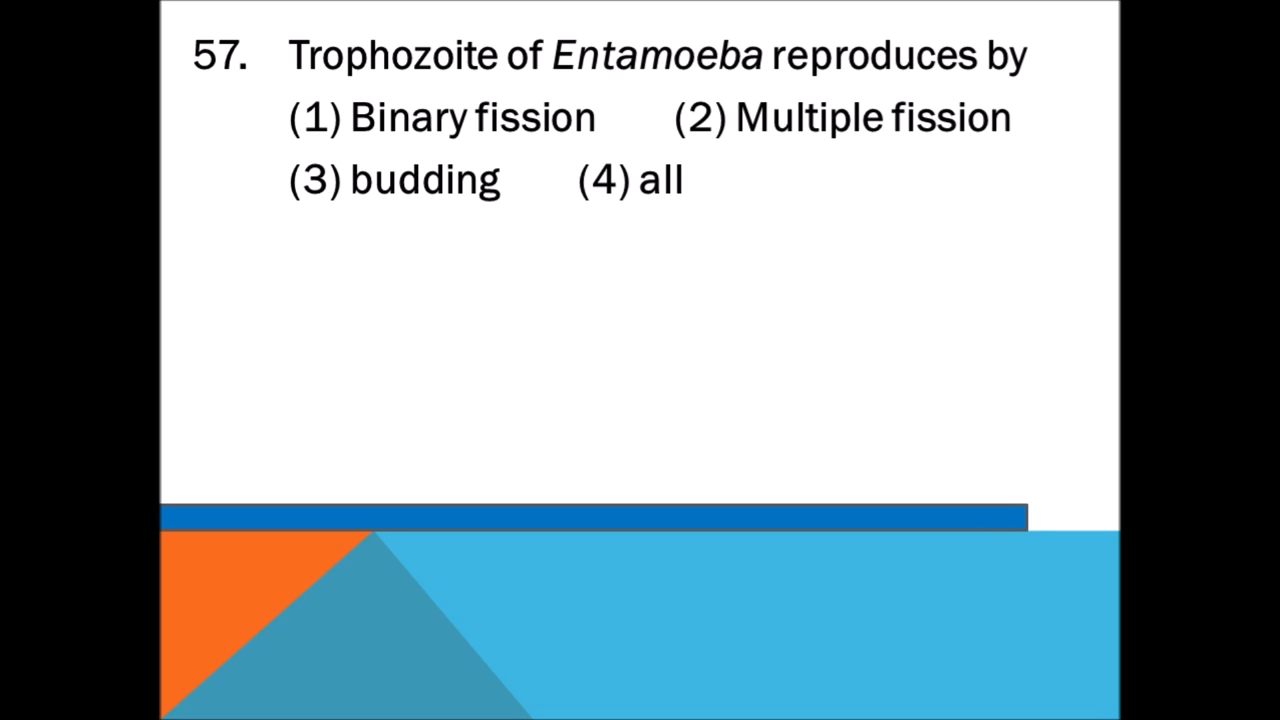 57. Trophozoite of Entamoeba reproduces by
(1) Binary fission (2) Multiple fission
(3) budding (4) all